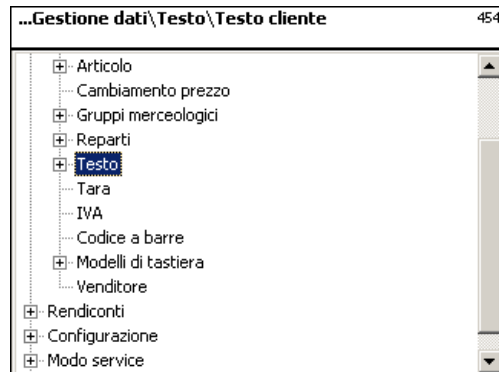 ...Gestione dati\Testo\Testo cliente 454
Articolo
Cambiamento prezzo
Gruppi merceologici
Reparti
Testo
Tara
IVA
Codice a barre
Modelli di tastiera
Venditore
Rendiconti
Configurazione
Modo service